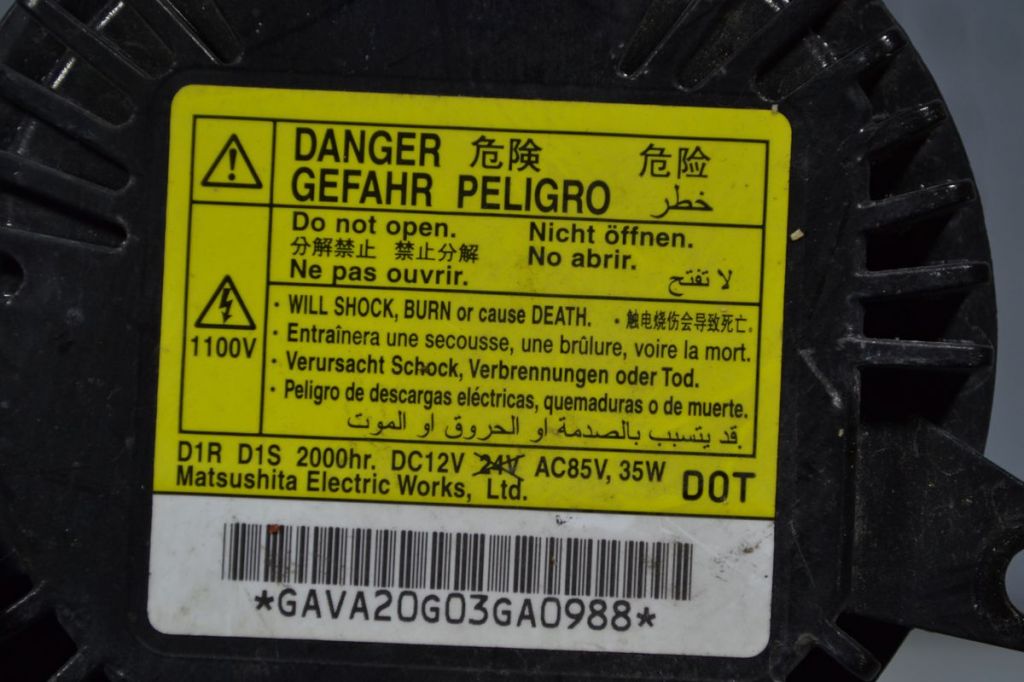 DANGER 危険 危险
GEFAHR PELIGRO خطر
Do not open. Nicht öffnen.
分解禁止 禁止分解 No abrir.
Ne pas ouvrir. لا تفتح
1100V
· WILL SHOCK, BURN or cause DEATH. · 触电烧伤会导致死亡。
· Entraînera une secousse, une brûlure, voire la mort.
· Verursacht Schock, Verbrennungen oder Tod.
· Peligro de descargas eléctricas, quemaduras o de muerte.
قد يتسبب بالصدمة او الحروق او الموت
D1R D1S 2000hr. DC12V 24V AC85V, 35W DOT
Matsushita Electric Works, Ltd.
*GAVA20G03GA0988*